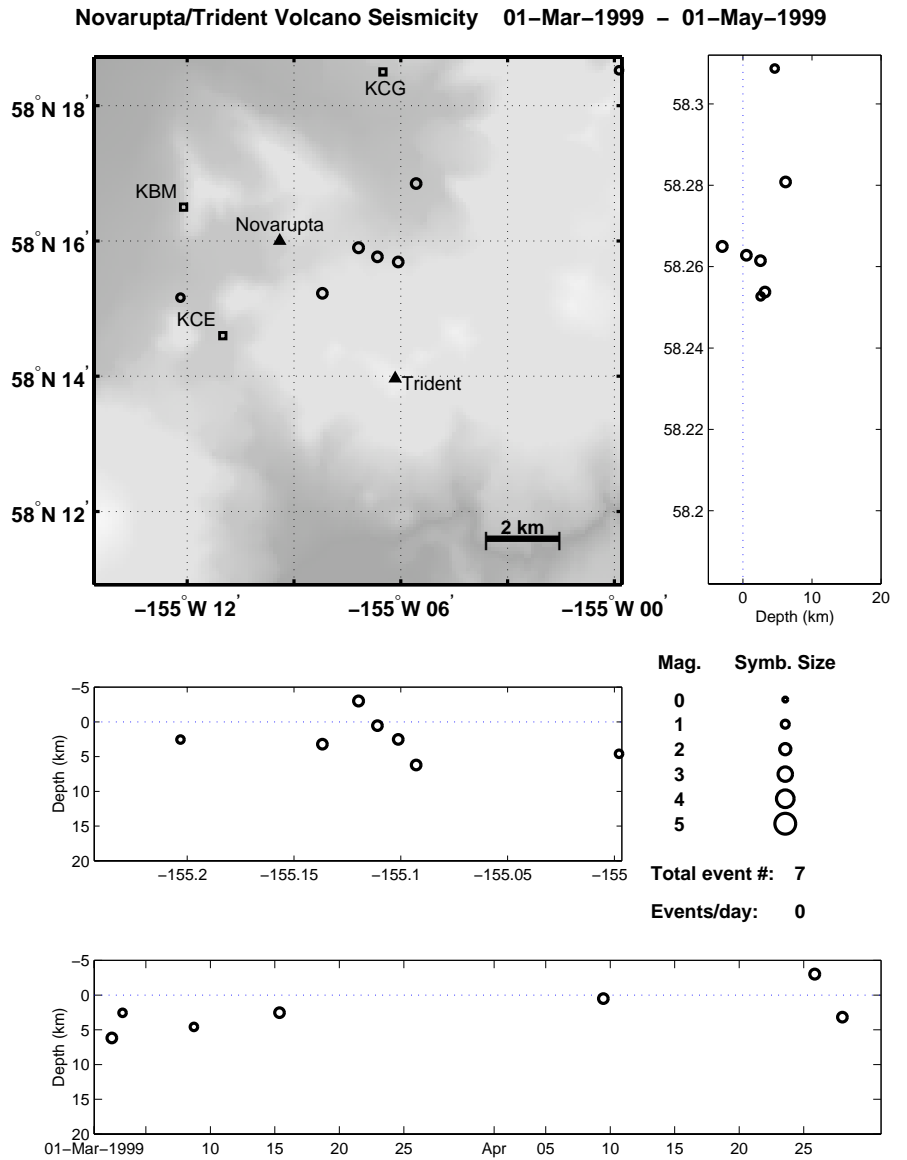 Novarupta/Trident Volcano Seismicity 01−Mar−1999 − 01−May−1999
58°N 18'
58°N 16'
58°N 14'
58°N 12'
KCG
KBM
Novarupta
KCE
Trident
2 km
−155°W 12'
−155°W 06'
−155°W 00'
58.3
58.28
58.26
58.24
58.22
58.2
0 10 20
Depth (km)
−5
0
5
10
15
20
Depth (km)
−155.2 −155.15 −155.1 −155.05 −155
Mag. Symb. Size
0
1
2
3
4
5
Total event #: 7
Events/day: 0
−5
0
5
10
15
20
Depth (km)
01−Mar−1999 10 15 20 25 Apr 05 10 15 20 25